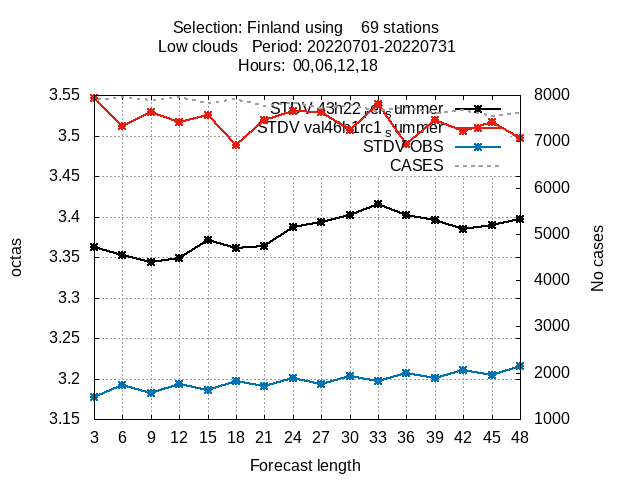 Selection: Finland using    69 stations
Low clouds   Period: 20220701-20220731
Hours:  00,06,12,18
3.55
3.5
3.45
3.4
3.35
3.3
3.25
3.2
3.15
octas
8000
7000
6000
5000
4000
3000
2000
1000
No cases
STDV OBS
CASES
3 6 9 12 15 18 21 24 27 30 33 36 39 42 45 48
Forecast length